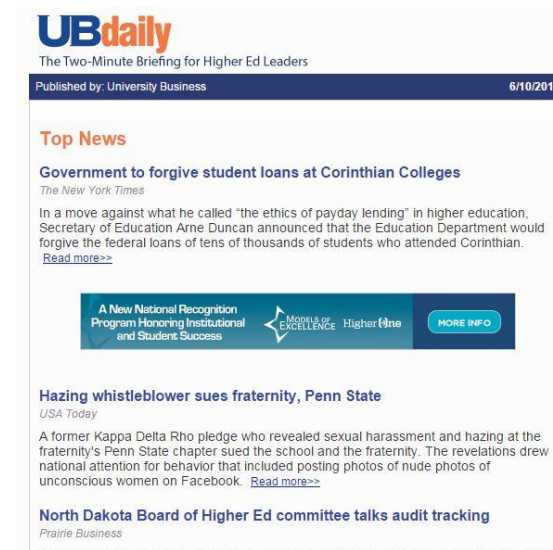 UBdaily
The Two-Minute Briefing for Higher Ed Leaders
Published by: University Business 6/10/201
Top News
Government to forgive student loans at Corinthian Colleges
The New York Times
In a move against what he called “the ethics of payday lending” in higher education,
Secretary of Education Arne Duncan announced that the Education Department would
forgive the federal loans of tens of thousands of students who attended Corinthian.
Read more>>
A New National Recognition
Program Honoring Institutional
and Student Success
MODELS OF
EXCELLENCE
Higher One
MORE INFO
Hazing whistleblower sues fraternity, Penn State
USA Today
A former Kappa Delta Rho pledge who revealed sexual harassment and hazing at the
fraternity's Penn State chapter sued the school and the fraternity. The revelations drew
national attention for behavior that included posting photos of nude photos of
unconscious women on Facebook. Read more>>
North Dakota Board of Higher Ed committee talks audit tracking
Prairie Business